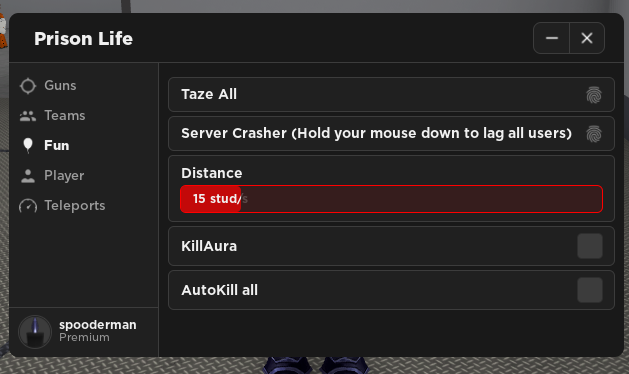 Prison Life
Guns
Teams
Fun
Player
Teleports
spooderman
Premium
Taze All
Server Crasher (Hold your mouse down to lag all users)
Distance
15 stud/s
KillAura
AutoKill all